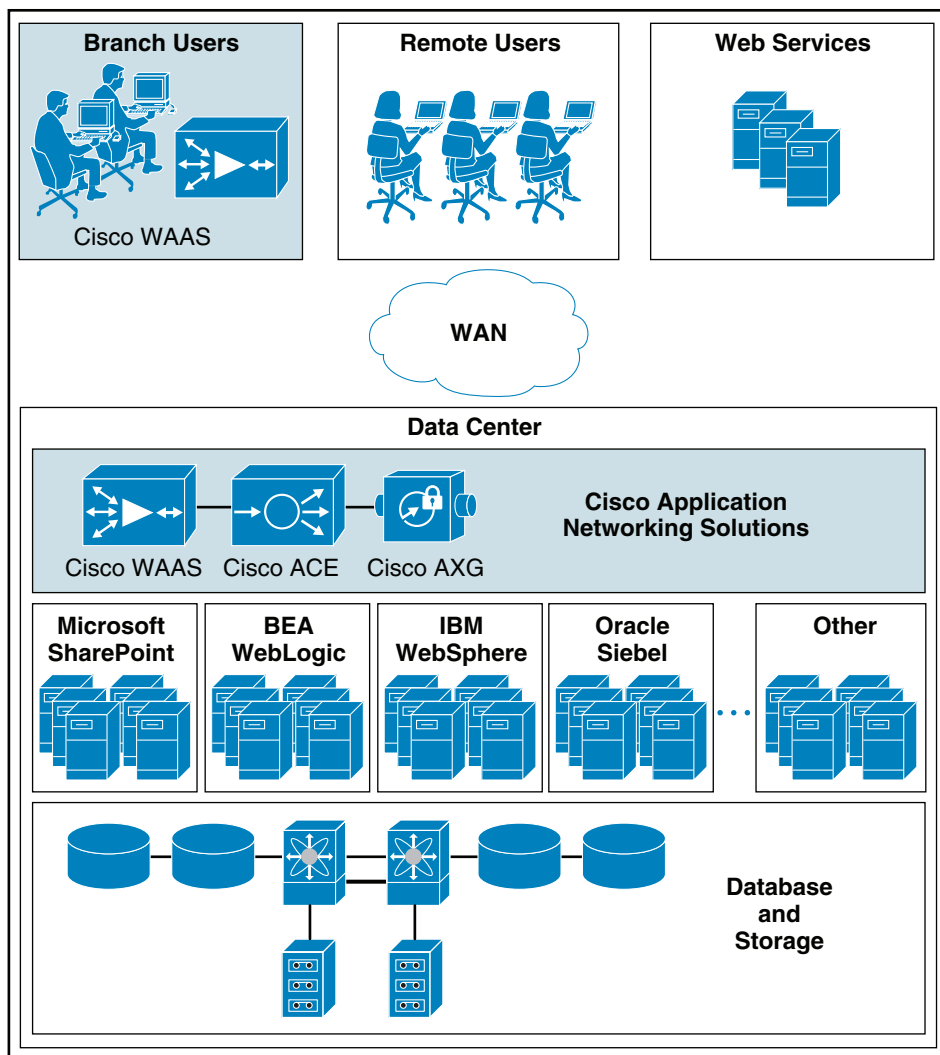 Branch Users
Remote Users
Web Services
Cisco WAAS
WAN
Data Center
Cisco Application
Networking Solutions
Cisco WAAS
Cisco ACE
Cisco AXG
Microsoft
SharePoint
BEA
WebLogic
IBM
WebSphere
Oracle
Siebel
Other
Database
and
Storage